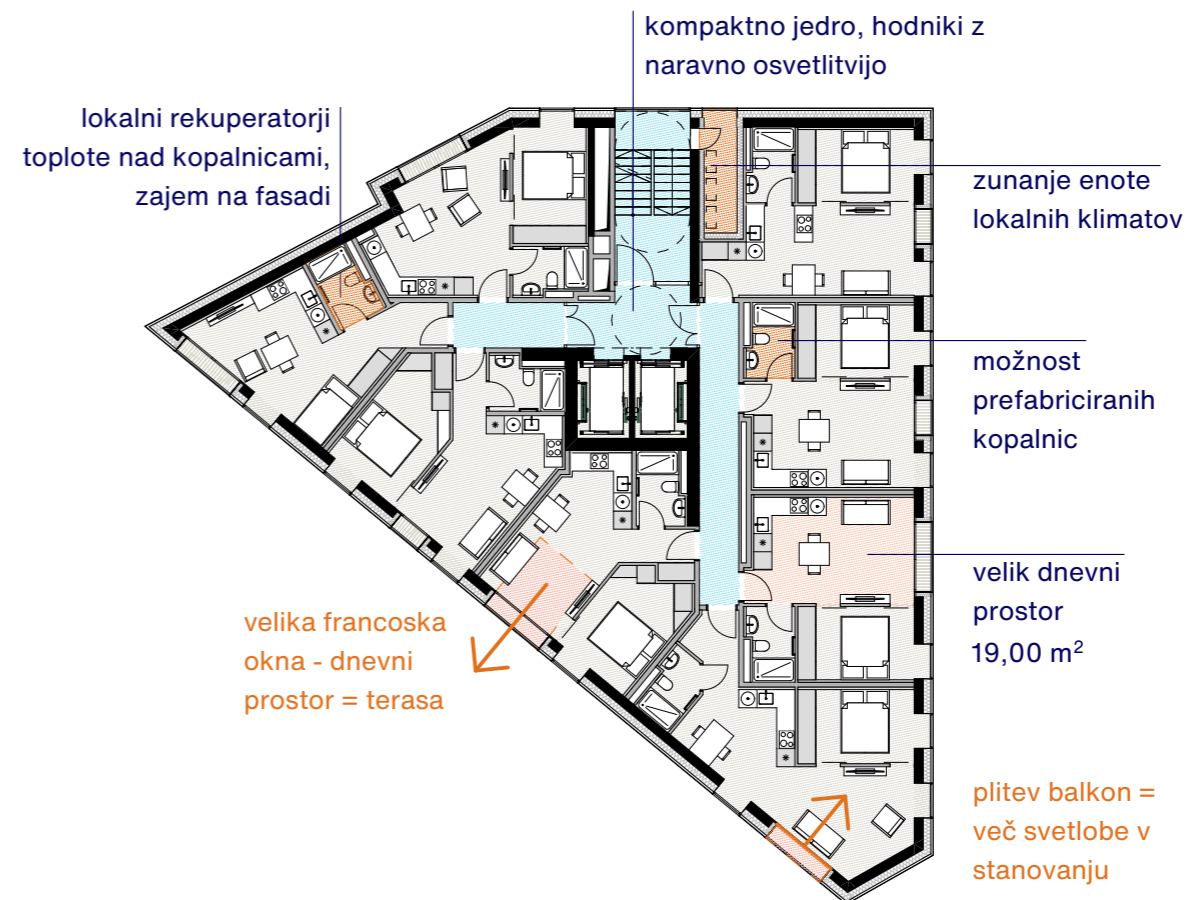 kompaktno jedro, hodniki z
naravno osvetlitvijo
lokalni rekuperatorji
toplote nad kopalnicami,
zajem na fasadi
zunanje enote
lokalnih klimatov
možnost
prefabriciranih
kopalnic
velik dnevni
prostor
19,00 m²
velika francoska
okna - dnevni
prostor = terasa
plitev balkon =
več svetlobe v
stanovanju